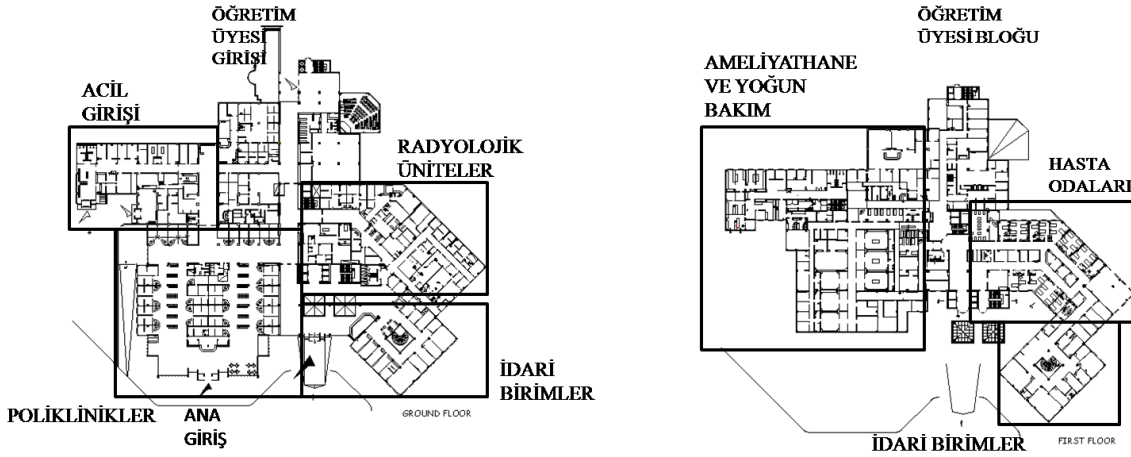 ÖĞRETİM
ÜYESİ
GİRİŞİ
ACİL
GİRİŞİ
RADYOLOJİK
ÜNİTELER
İDARİ
BİRİMLER
POLİKLİNİKLER
ANA
GİRİŞ
GROUND FLOOR
ÖĞRETİM
ÜYESİ BLOĞU
AMELİYATHANE
VE YOĞUN
BAKIM
HASTA
ODALARI
İDARİ BİRİMLER
FIRST FLOOR